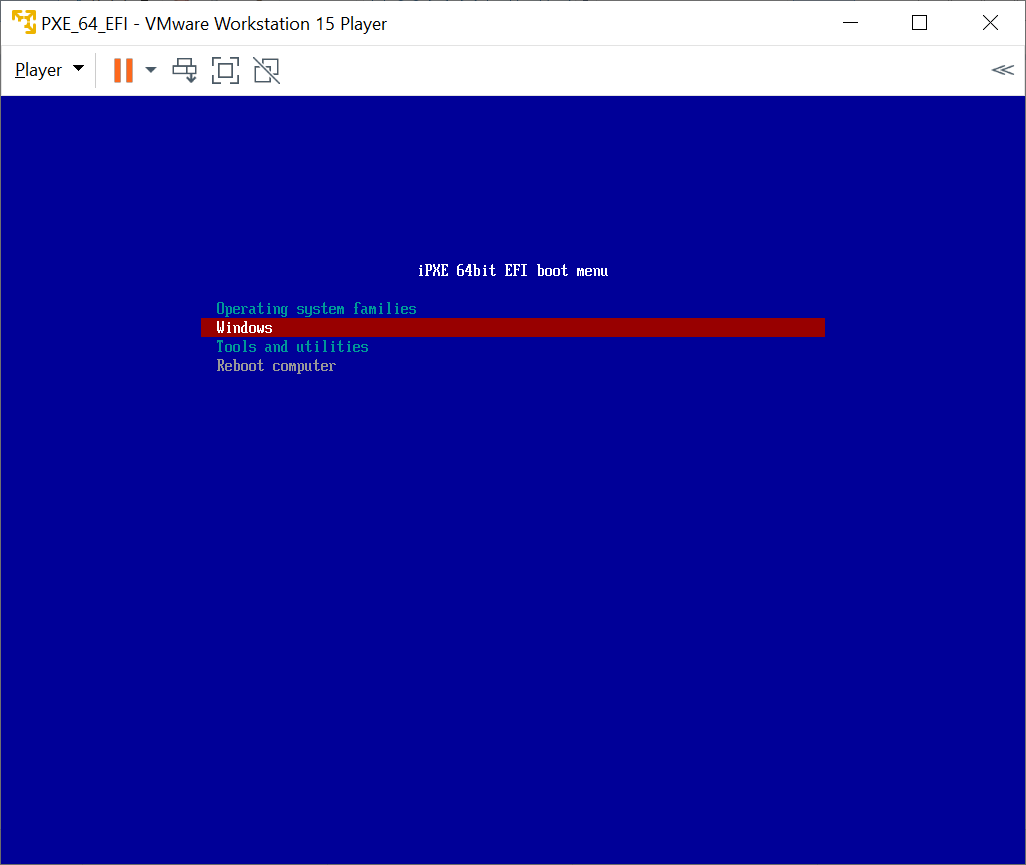 PXE_64_EFI - VMware Workstation 15 Player
Player
iPXE 64bit EFI boot menu
Operating system families
Windows
Tools and utilities
Reboot computer